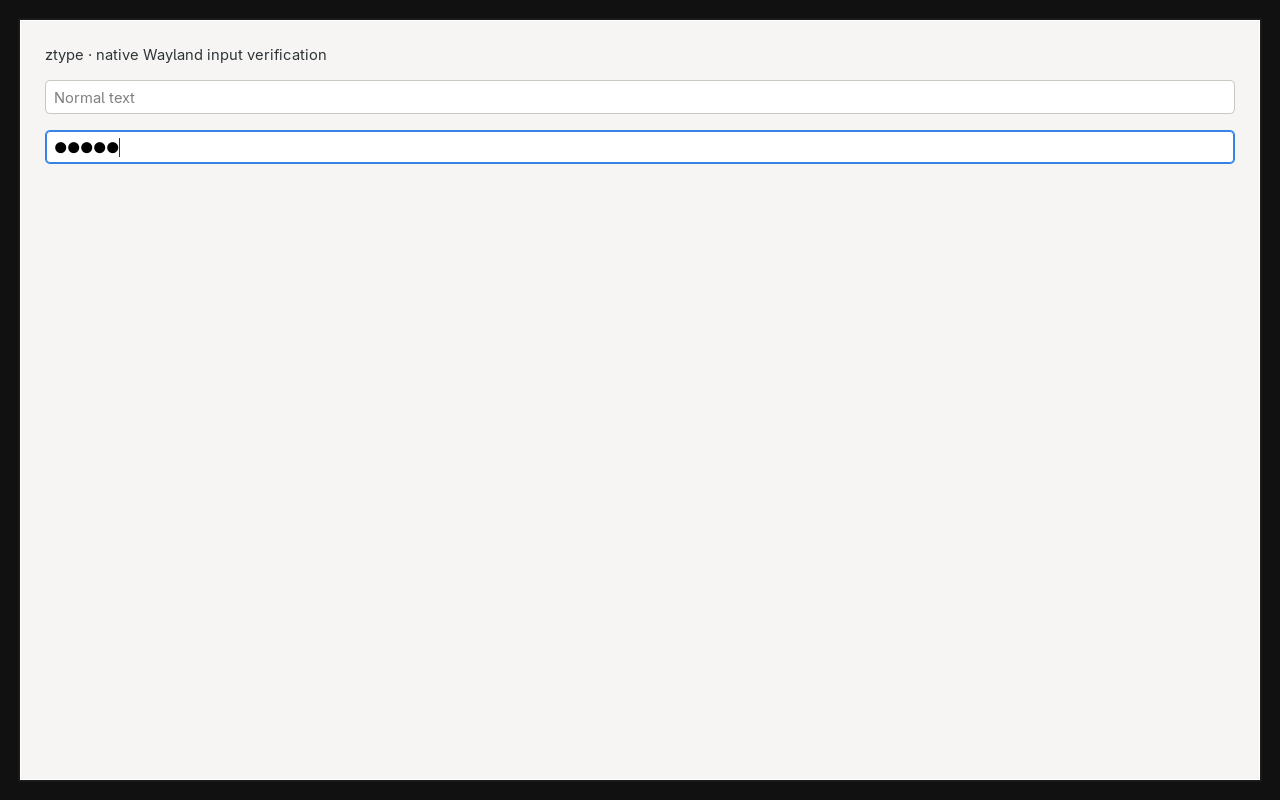 ztype · native Wayland input verification
Normal text
●●●●●